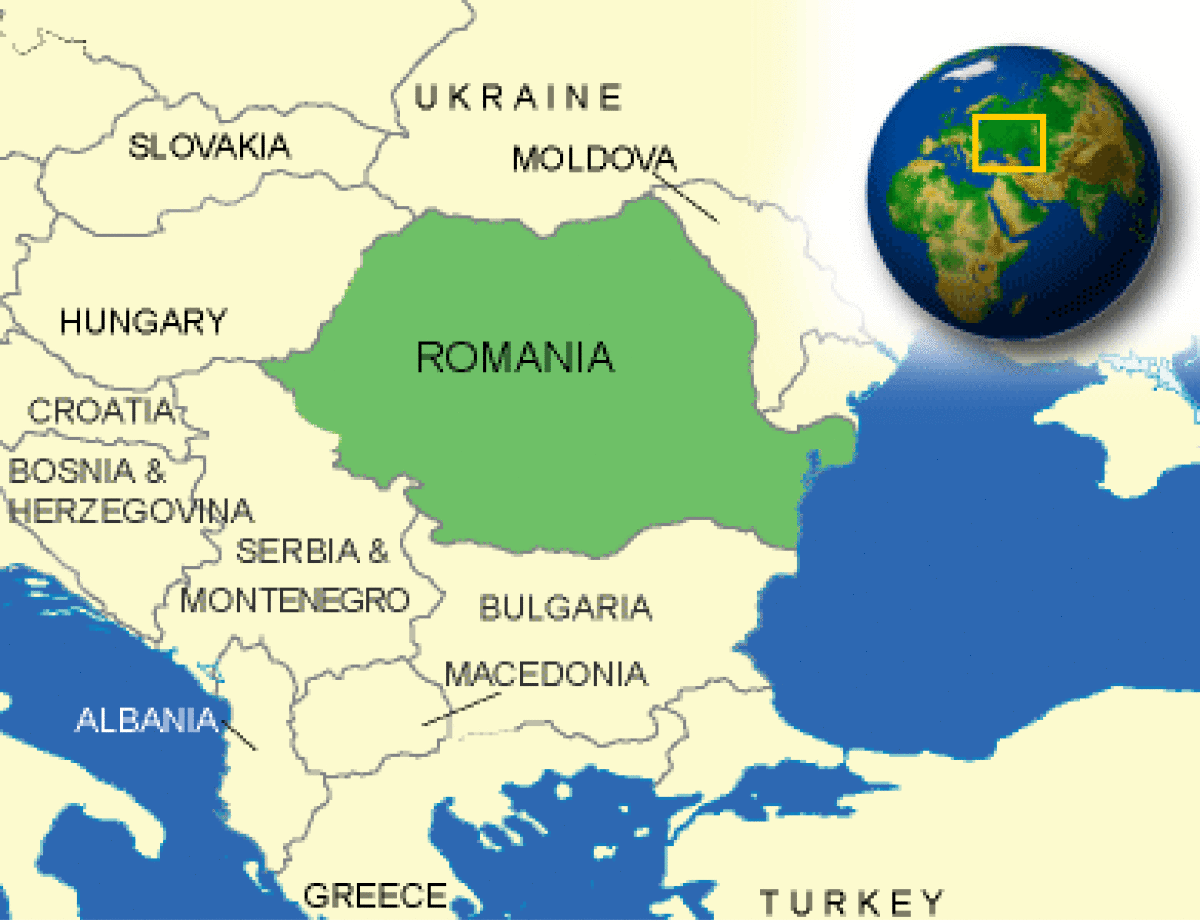 UKRAINE
SLOVAKIA
MOLDOVA
HUNGARY
ROMANIA
CROATIA
BOSNIA &
HERZEGOVINA
SERBIA &
MONTENEGRO
BULGARIA
MACEDONIA
ALBANIA
GREECE
TURKEY